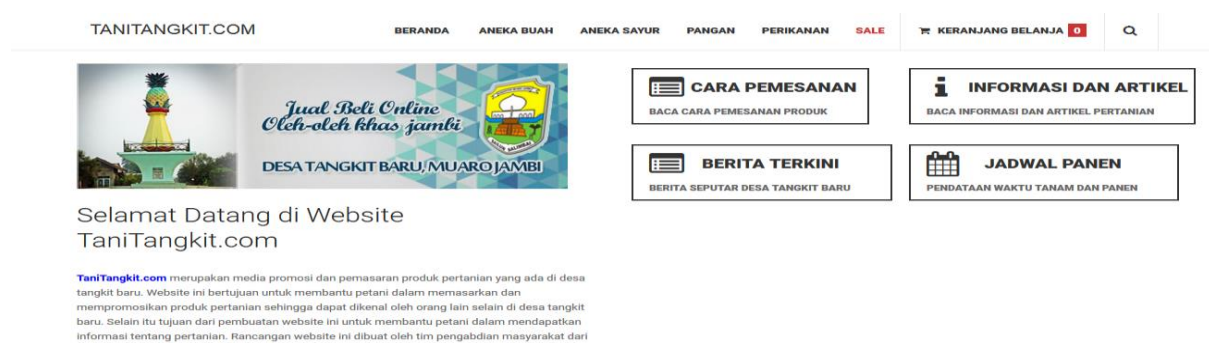 TANITANGKIT.COM
BERANDA ANEKA BUAH ANEKA SAYUR PANGAN PERIKANAN SALE KERANJANG BELANJA 0
Jual Beli Online
Oleh-oleh khas jambi
DESA TANGKIT BARU, MUARO JAMBI
CARA PEMESANAN
BACA CARA PEMESANAN PRODUK
INFORMASI DAN ARTIKEL
BACA INFORMASI DAN ARTIKEL PERTANIAN
BERITA TERKINI
BERITA SEPUTAR DESA TANGKIT BARU
JADWAL PANEN
PENDATAAN WAKTU TANAM DAN PANEN
Selamat Datang di Website
TaniTangkit.com
TaniTangkit.com merupakan media promosi dan pemasaran produk pertanian yang ada di desa
tangkit baru. Website ini bertujuan untuk membantu petani dalam memasarkan dan
mempromosikan produk pertanian sehingga dapat dikenal oleh orang lain selain di desa tangkit
baru. Selain itu tujuan dari pembuatan website ini untuk membantu petani dalam mendapatkan
informasi tentang pertanian. Rancangan website ini dibuat oleh tim pengabdian masyarakat dari